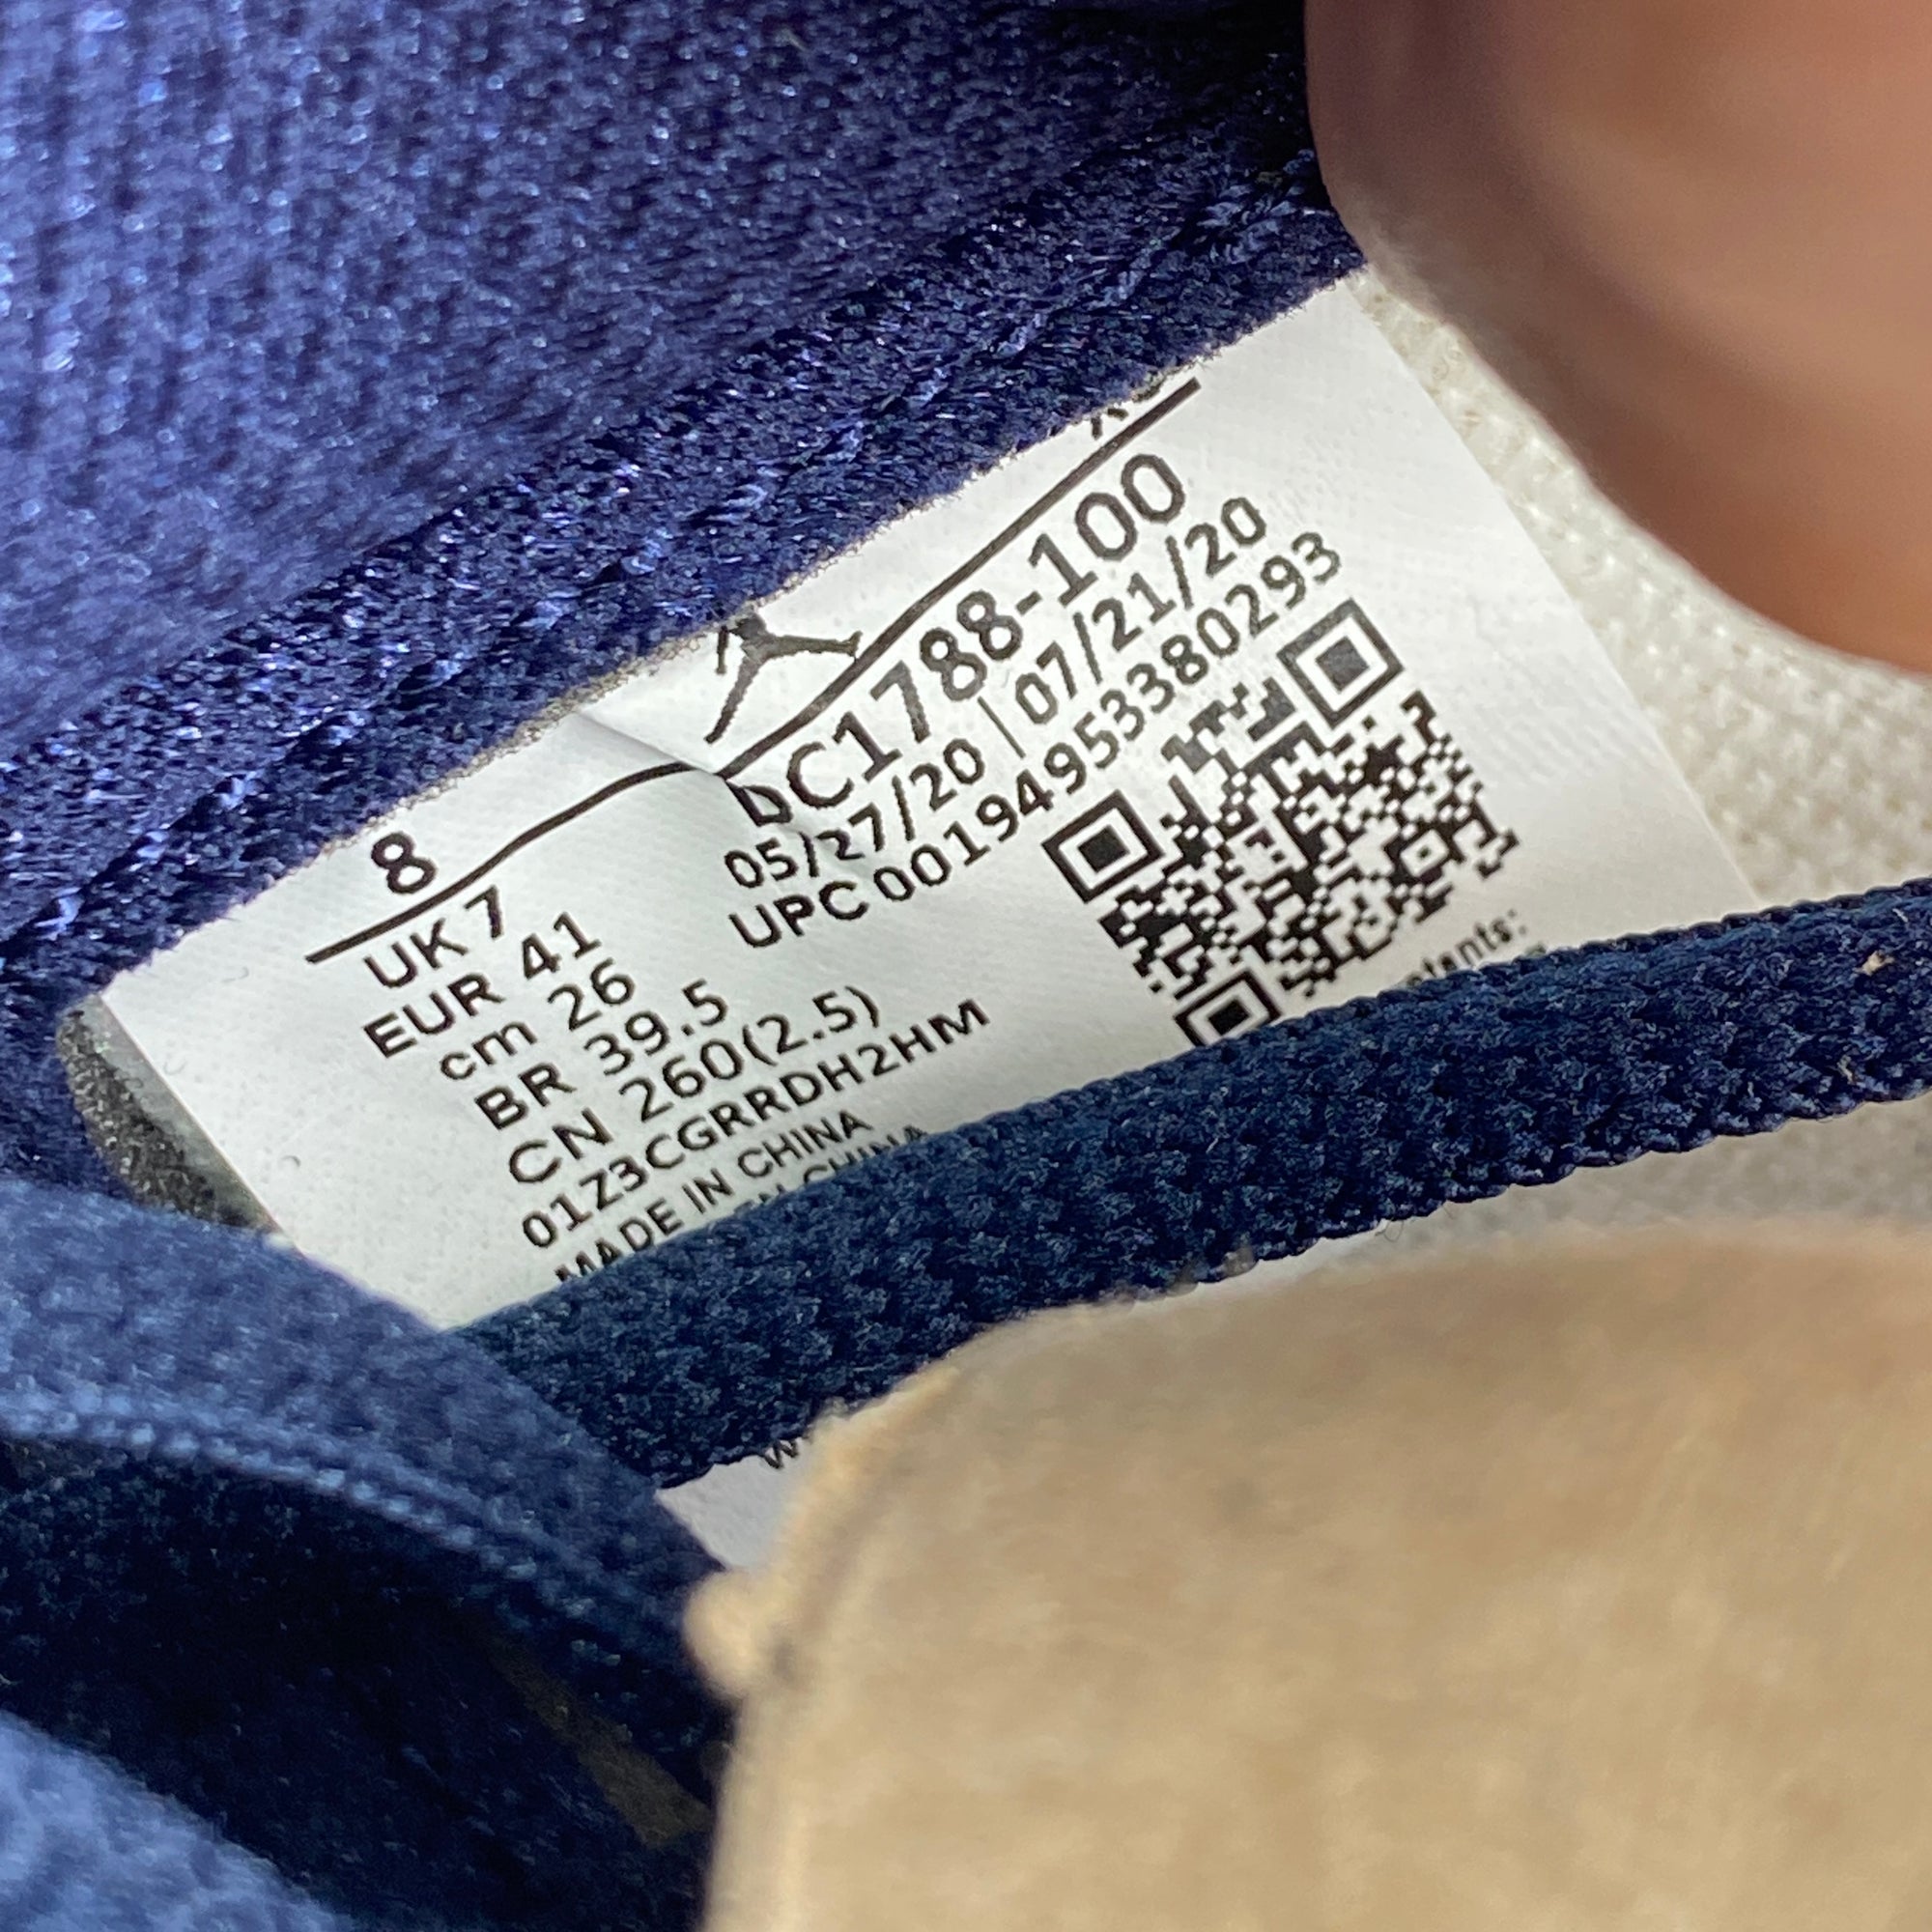 8
UK 7
EUR 41
cm 26
BR 39.5
CN 260(2.5)
01Z3CGRRDH2HM
MADE IN CHINA
CHINA
DC1788-100
05/27/20 | 07/21/20
UPC 00194953380293